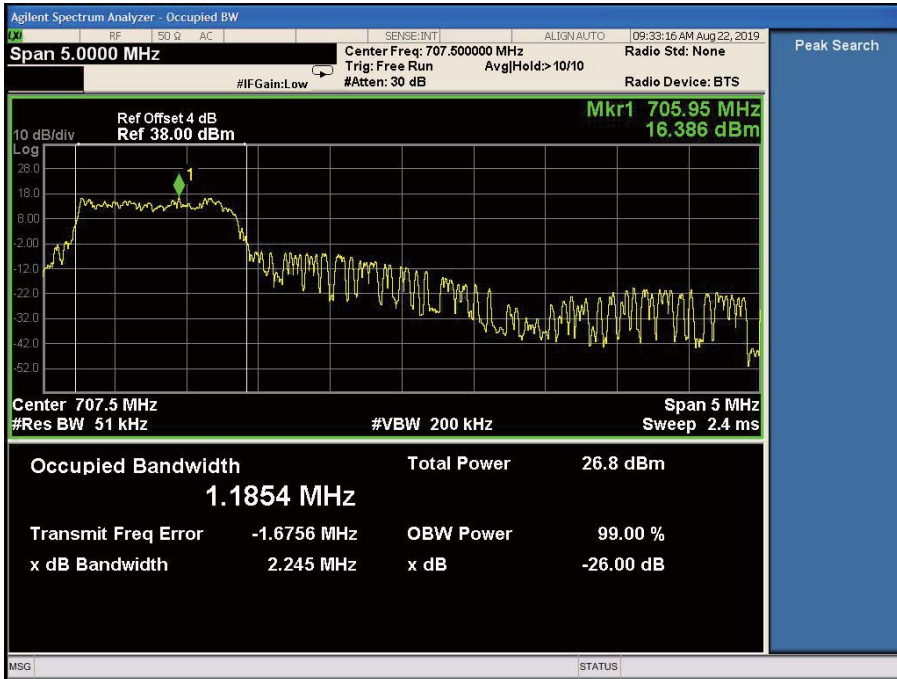 Agilent Spectrum Analyzer - Occupied BW
LXI RF 50 Ω AC SENSE:INT ALIGN AUTO 09:33:16 AM Aug 22, 2019
Span 5.0000 MHz
Center Freq: 707.500000 MHz
Radio Std: None
Peak Search
Trig: Free Run Avg|Hold:> 10/10
#IFGain:Low #Atten: 30 dB Radio Device: BTS
Mkr1 705.95 MHz
16.386 dBm
Ref Offset 4 dB
10 dB/div Ref 38.00 dBm
Log
28.0
1
18.0
8.00
-2.00
-12.0
-22.0
-32.0
-42.0
-52.0
Center 707.5 MHz Span 5 MHz
#Res BW 51 kHz #VBW 200 kHz Sweep 2.4 ms
Occupied Bandwidth Total Power 26.8 dBm
1.1854 MHz
Transmit Freq Error -1.6756 MHz OBW Power 99.00 %
x dB Bandwidth 2.245 MHz x dB -26.00 dB
MSG STATUS